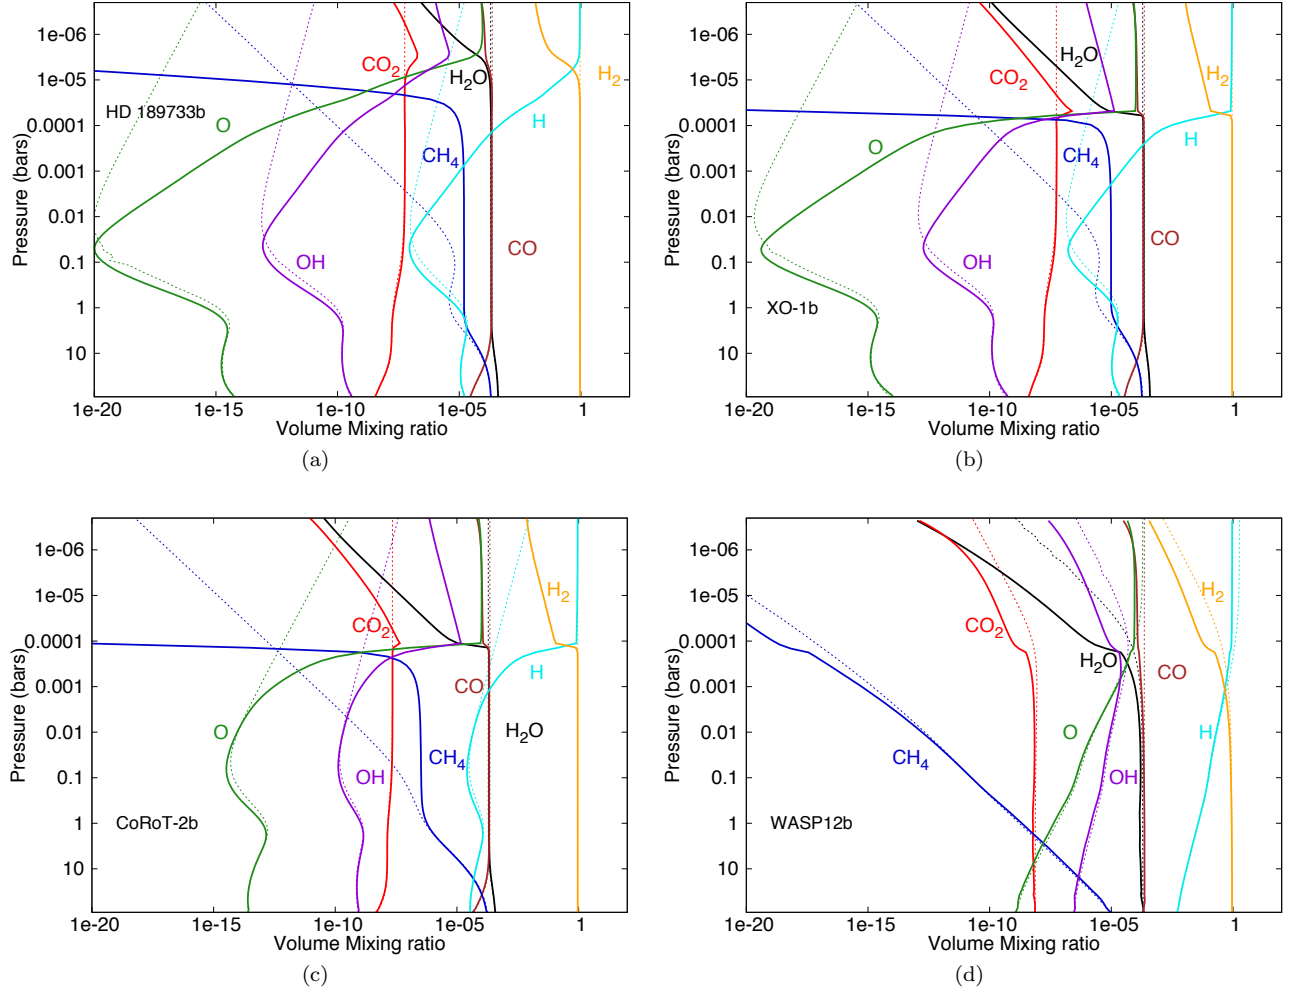 1e-06
1e-05
0.0001
0.001
0.01
0.1
1
10
Pressure (bars)
HD 189733b
CO2
H2O
H2
O
H
CH4
OH
CO
1e-20 1e-15 1e-10 1e-05 1
Volume Mixing ratio
(a)
1e-06
1e-05
0.0001
0.001
0.01
0.1
1
10
Pressure (bars)
H2O
CO2
H2
O
CH4
H
CO
OH
XO-1b
1e-20 1e-15 1e-10 1e-05 1
Volume Mixing ratio
(b)
1e-06
1e-05
0.0001
0.001
0.01
0.1
1
10
Pressure (bars)
H2
CO2
H
CO
O
H2O
CH4
OH
CoRoT-2b
1e-20 1e-15 1e-10 1e-05 1
Volume Mixing ratio
(c)
1e-06
1e-05
0.0001
0.001
0.01
0.1
1
10
Pressure (bars)
H2
CO2
H2O
CO
O
H
CH4
OH
WASP12b
1e-20 1e-15 1e-10 1e-05 1
Volume Mixing ratio
(d)